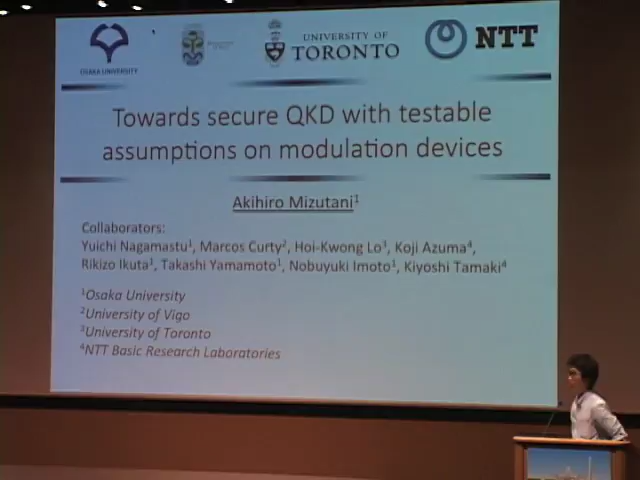 OSAKA UNIVERSITY
UNIVERSITY OF
TORONTO
NTT
Towards secure QKD with testable
assumptions on modulation devices
Akihiro Mizutani¹
Collaborators:
Yuichi Nagamastu¹, Marcos Curty², Hoi-Kwong Lo³, Koji Azuma⁴,
Rikizo Ikuta¹, Takashi Yamamoto¹, Nobuyuki Imoto¹, Kiyoshi Tamaki⁴
¹Osaka University
²University of Vigo
³University of Toronto
⁴NTT Basic Research Laboratories